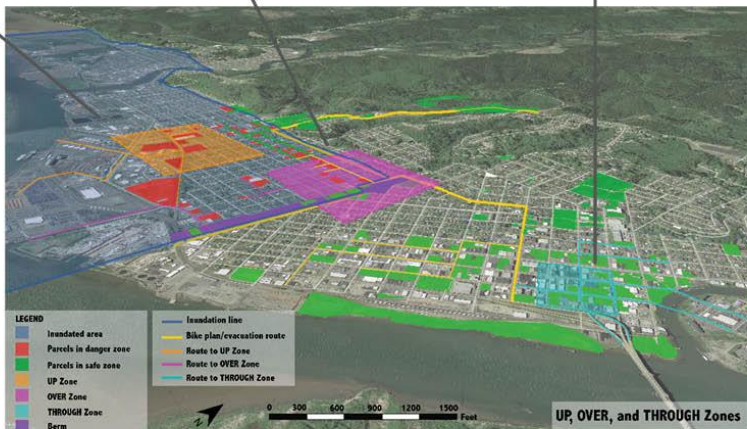 LEGEND
Inundated area
Parcels in danger zone
Parcels in safe zone
UP Zone
OVER Zone
THROUGH Zone
Berm
Inundation line
Bike plan/evacuation route
Route to UP Zone
Route to OVER Zone
Route to THROUGH Zone
N
0 300 600 900 1200 1500
Feet
UP, OVER, and THROUGH Zones